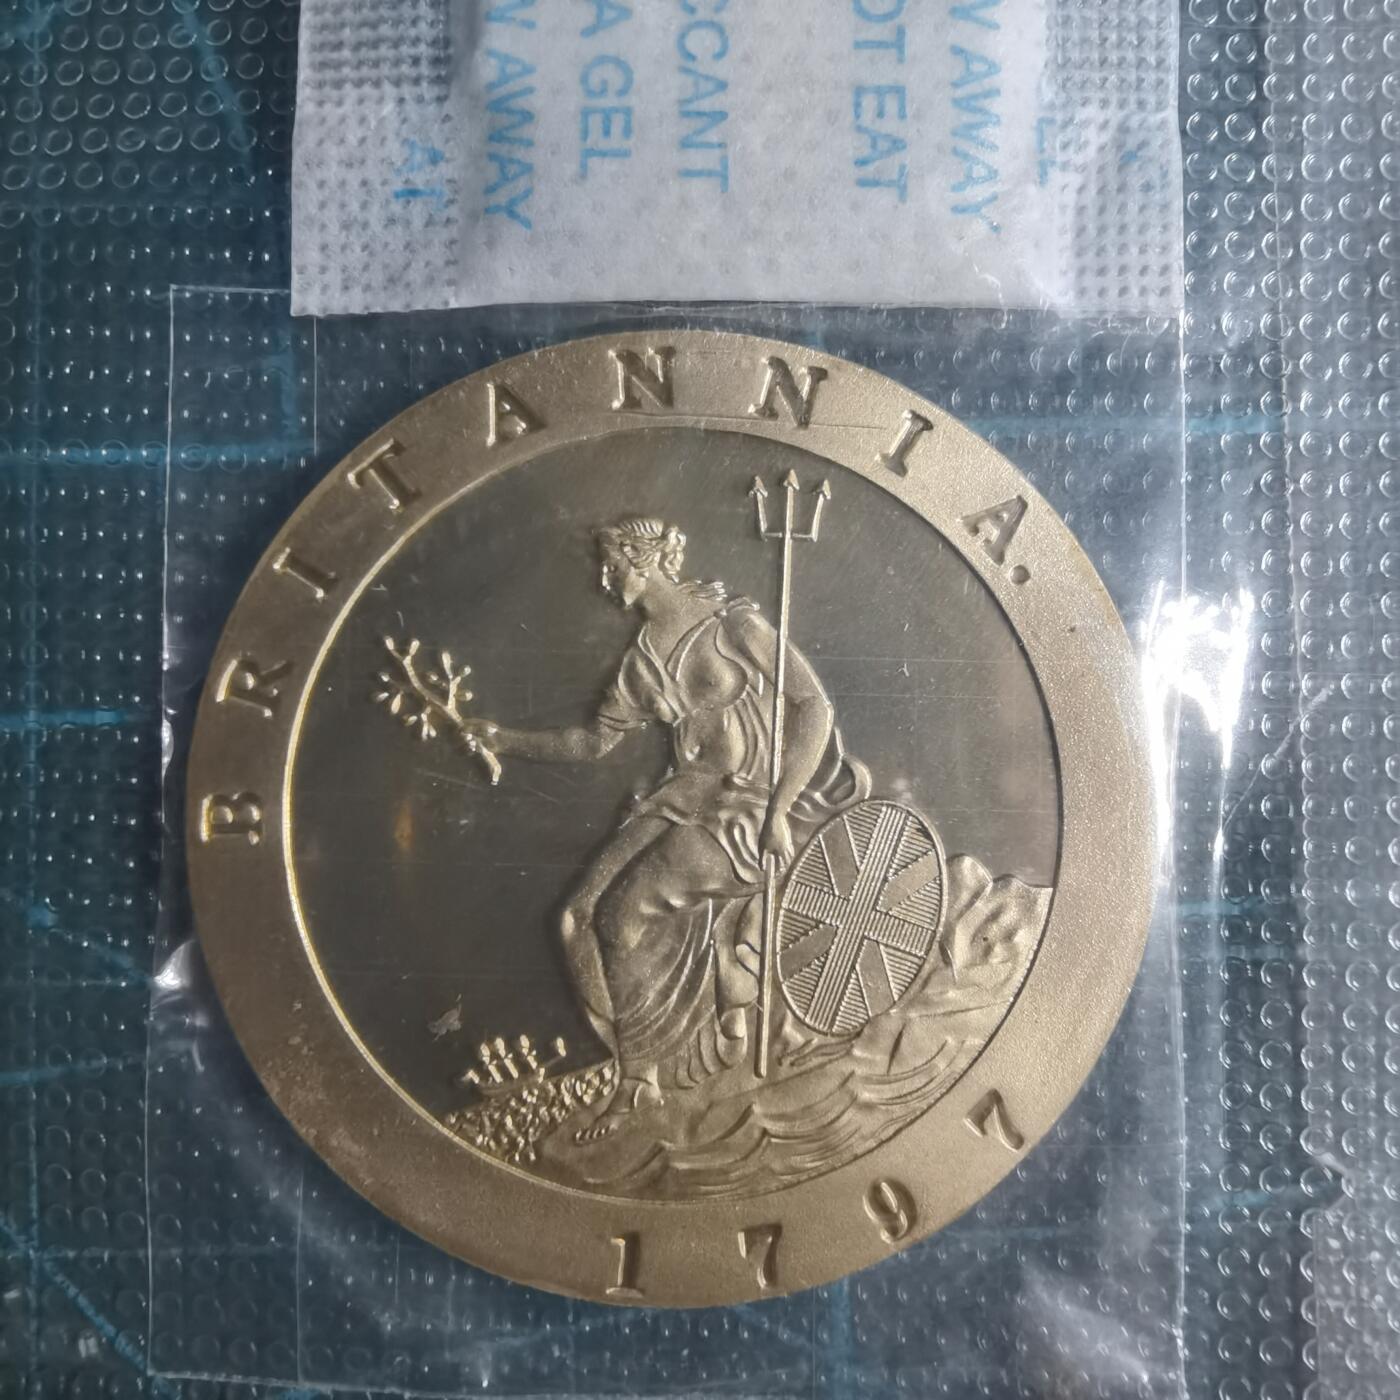 W AWAY
OT EAT
CCANT
A GEL
W AWAY
BRITANNIA.
1797